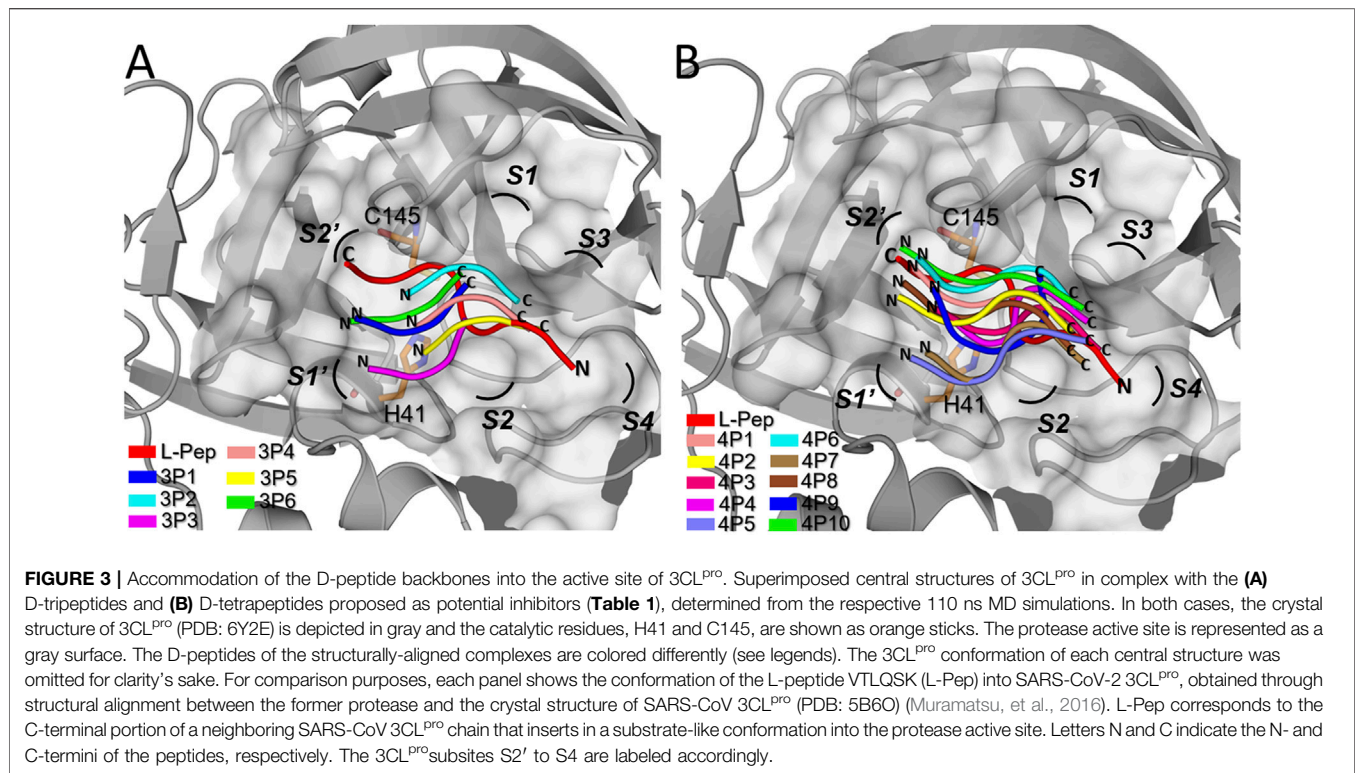 A
B
S1
S1
C145
C145
S2'
S2'
S3
S3
C
C
C
C
C
C
N
N
N
N
N
N
N
S1'
H41
S2
S4
N
N
N
N
N
N
N
C
C
C
C
C
C
N
S1'
H41
S2
S4
L-Pep
3P1
3P2
3P3
3P4
3P5
3P6
L-Pep
4P1
4P2
4P3
4P4
4P5
4P6
4P7
4P8
4P9
4P10
FIGURE 3 | Accommodation of the D-peptide backbones into the active site of 3CLpro. Superimposed central structures of 3CLpro in complex with the (A)
D-tripeptides and (B) D-tetrapeptides proposed as potential inhibitors (Table 1), determined from the respective 110 ns MD simulations. In both cases, the crystal
structure of 3CLpro (PDB: 6Y2E) is depicted in gray and the catalytic residues, H41 and C145, are shown as orange sticks. The protease active site is represented as a
gray surface. The D-peptides of the structurally-aligned complexes are colored differently (see legends). The 3CLpro conformation of each central structure was
omitted for clarity's sake. For comparison purposes, each panel shows the conformation of the L-peptide VTLQSK (L-Pep) into SARS-CoV-2 3CLpro, obtained through
structural alignment between the former protease and the crystal structure of SARS-CoV 3CLpro (PDB: 5B6O) (Muramatsu, et al., 2016). L-Pep corresponds to the
C-terminal portion of a neighboring SARS-CoV 3CLpro chain that inserts in a substrate-like conformation into the protease active site. Letters N and C indicate the N- and
C-termini of the peptides, respectively. The 3CLprosubsites S2′ to S4 are labeled accordingly.